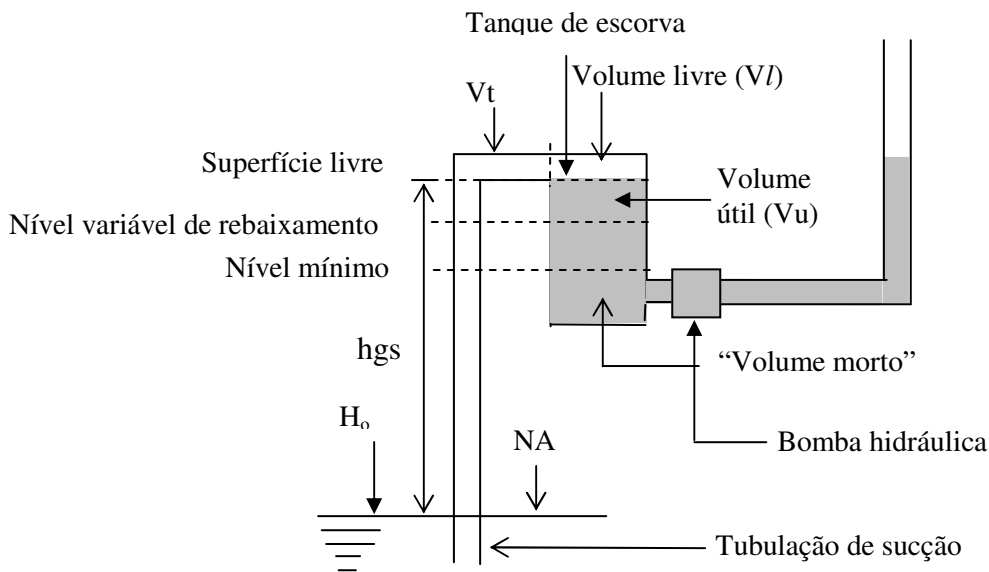 Tanque de escorva
Volume livre (Vl)
Vt
Superfície livre
Volume
útil (Vu)
Nível variável de rebaixamento
Nível mínimo
hgs
“Volume morto”
Ho
NA
Bomba hidráulica
Tubulação de sucção